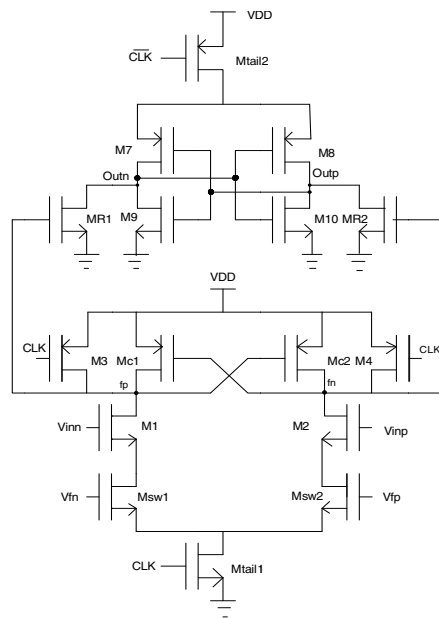 VDD
CLK
Mtail2
M7
M8
Outn
Outp
MR1
M9
M10
MR2
VDD
CLK
M3
Mc1
Mc2
M4
CLK
fp
fn
Vinn
M1
M2
Vinp
Vfn
Msw1
Msw2
Vfp
CLK
Mtail1